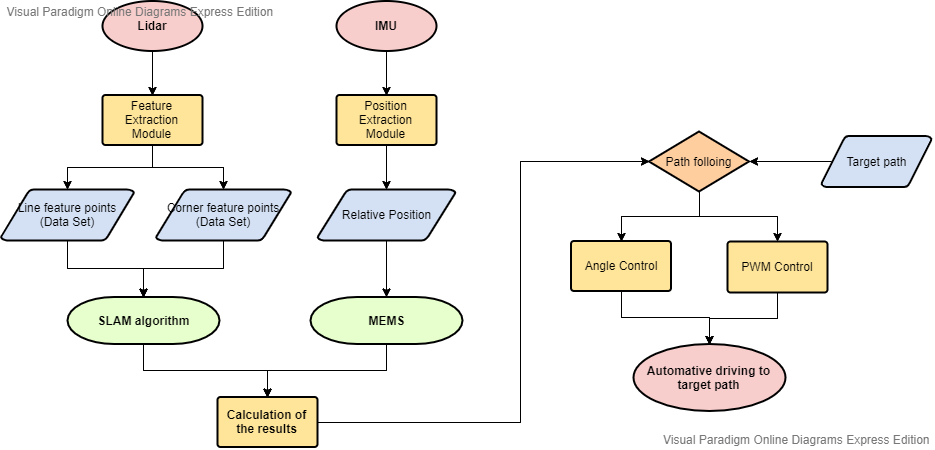 Visual Paradigm Online Diagrams Express Edition
Lidar
IMU
Feature
Extraction
Module
Position
Extraction
Module
Path folloing
Target path
Line feature points
(Data Set)
Corner feature points
(Data Set)
Relative Position
Angle Control
PWM Control
SLAM algorithm
MEMS
Automative driving to
target path
Calculation of
the results
Visual Paradigm Online Diagrams Express Edition